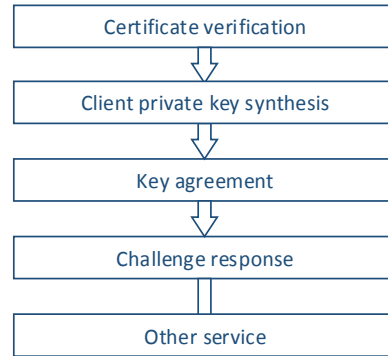 Certificate verification
Client private key synthesis
Key agreement
Challenge response
Other service